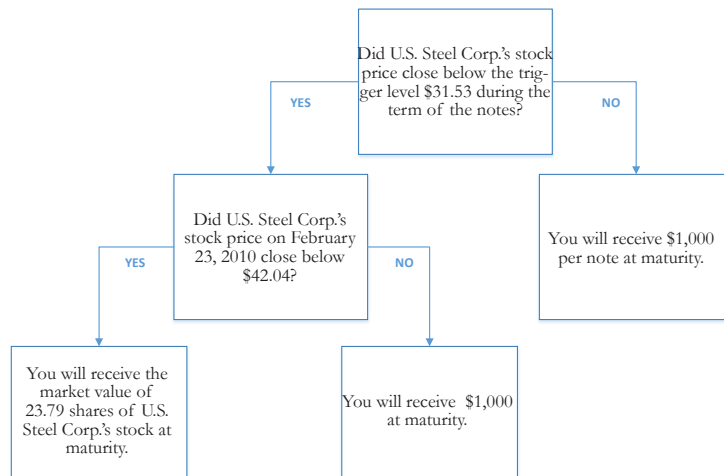 Did U.S. Steel Corp.'s stock
price close below the trig-
ger level $31.53 during the
term of the notes?
YES
NO
Did U.S. Steel Corp.'s
stock price on February
23, 2010 close below
$42.04?
You will receive $1,000
per note at maturity.
YES
NO
You will receive the
market value of
23.79 shares of U.S.
Steel Corp.'s stock at
maturity.
You will receive $1,000
at maturity.